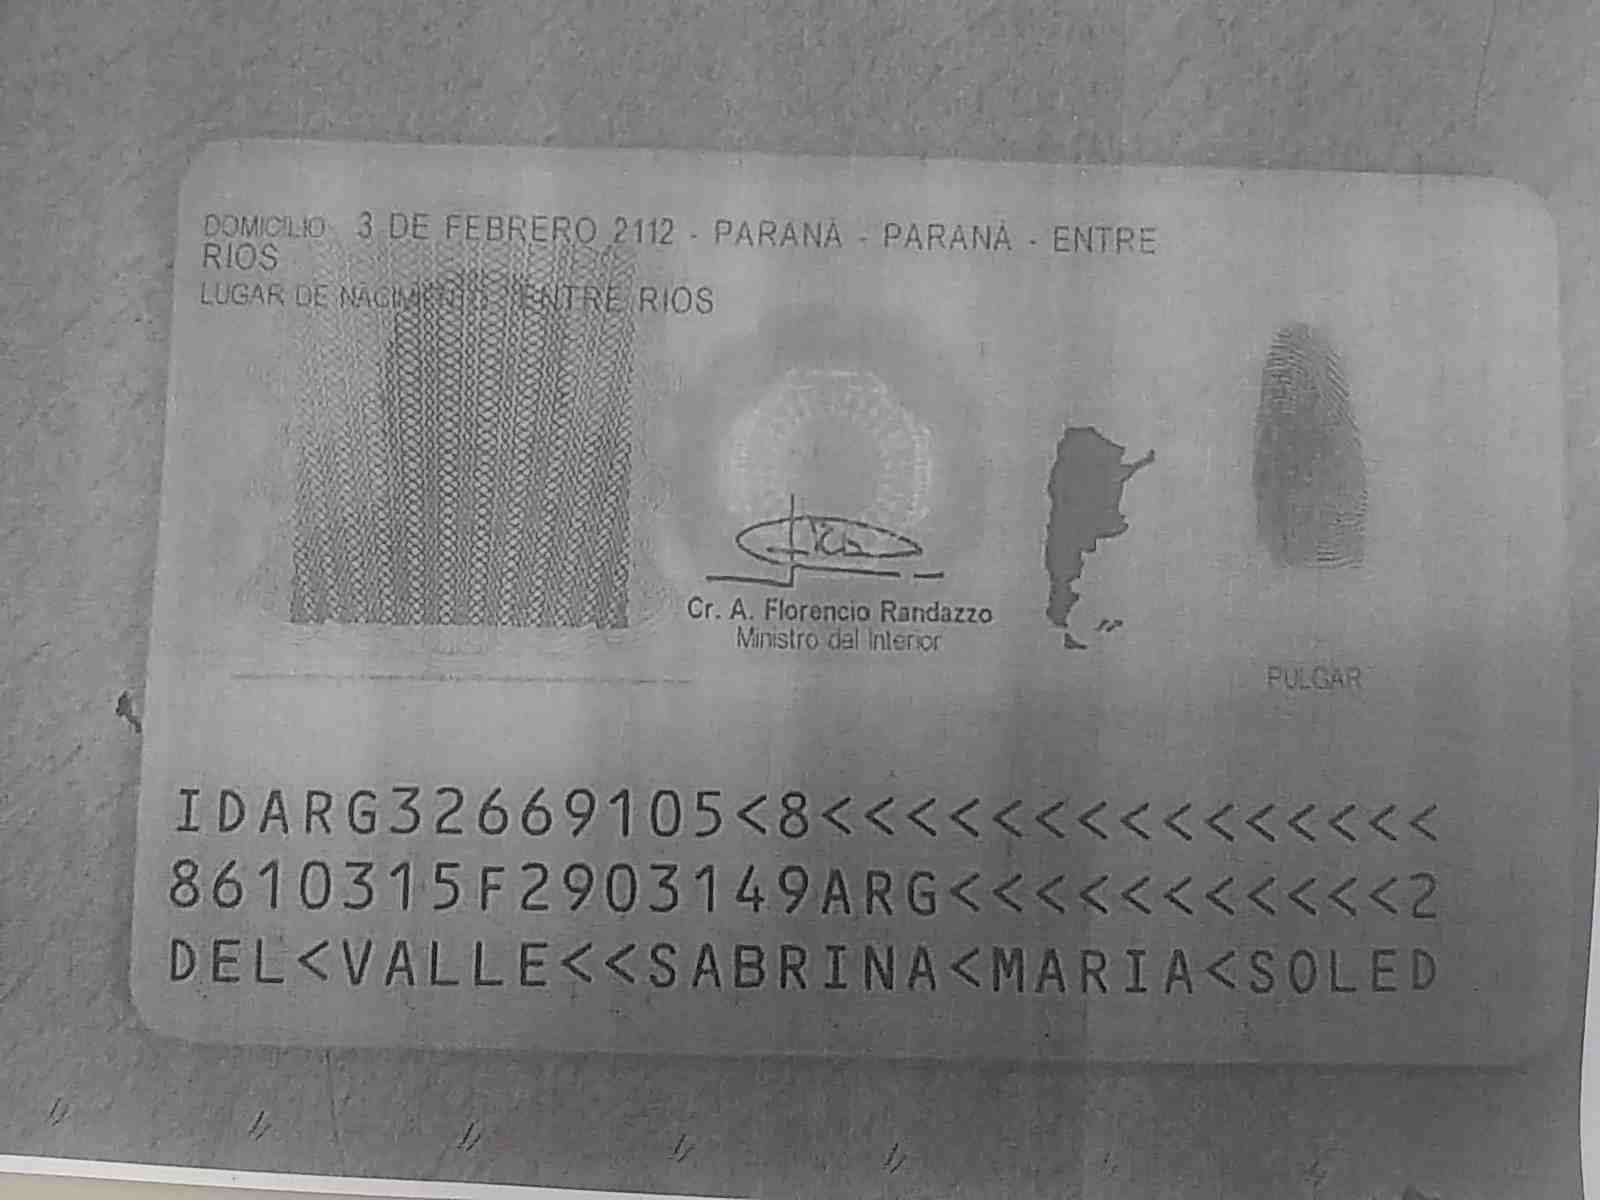 DOMICILIO 3 DE FEBRERO 2112 - PARANÁ - PARANÁ - ENTRE
RIOS
LUGAR DE NACIMIENTO ENTRE RIOS
Cr. A. Florencio Randazzo
Ministro del Interior
PULGAR
IDARG32669105<8<<<<<<<<<<<<<<<
8610315F2903149ARG<<<<<<<<<<<2
DEL<VALLE<<SABRINA<MARIA<SOLED